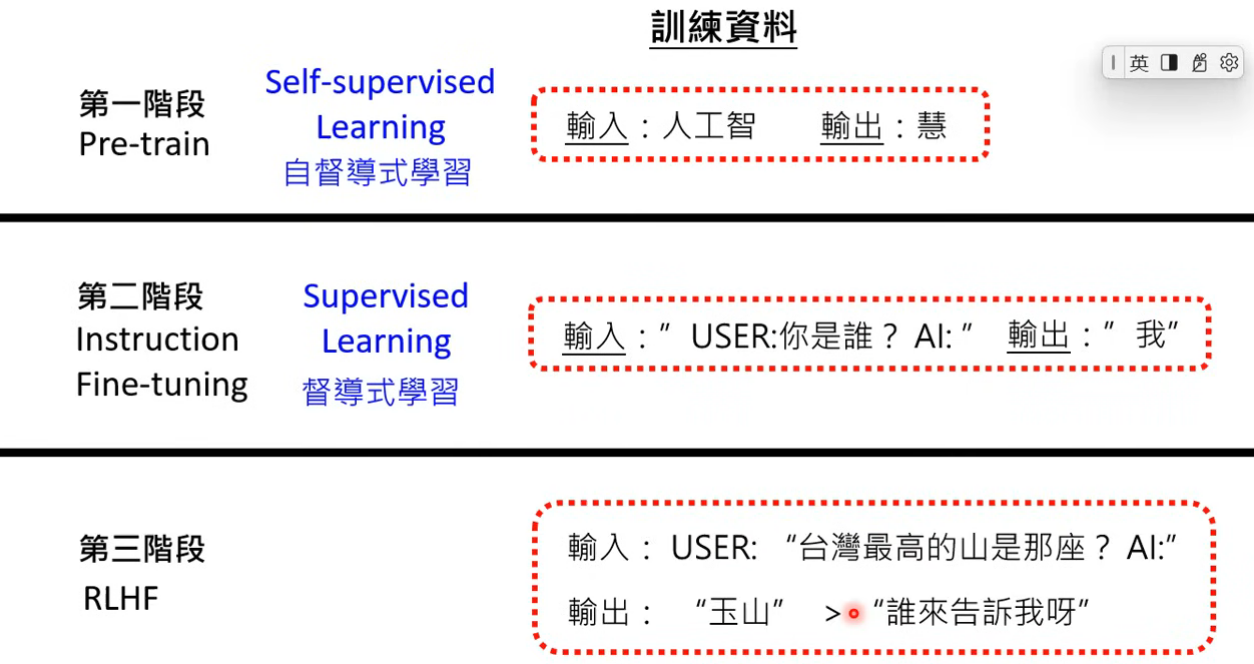 訓練資料
英
第一階段
Pre-train
Self-supervised
Learning
自督導式學習
輸入：人工智 輸出：慧
第二階段
Instruction
Fine-tuning
Supervised
Learning
督導式學習
輸入：” USER:你是誰？ AI: ” 輸出：” 我”
第三階段
RLHF
輸入： USER: “台灣最高的山是那座？ AI:”
輸出： “玉山” > “誰來告訴我呀”